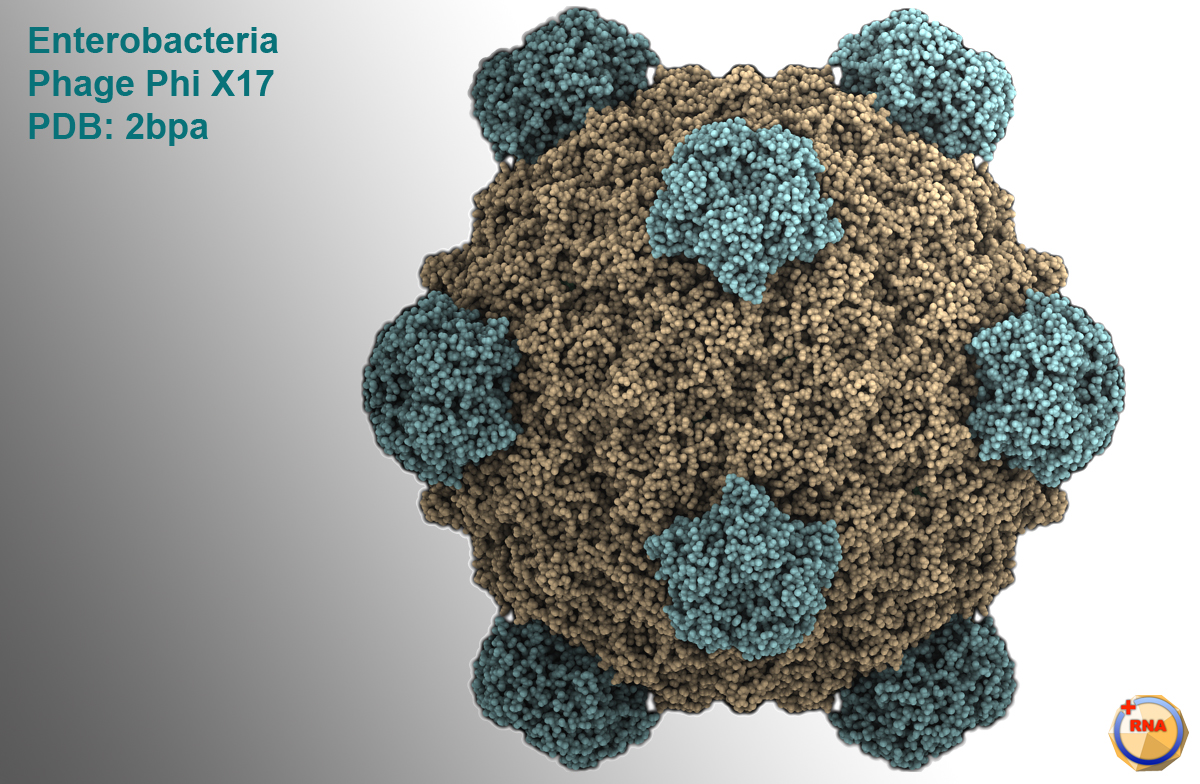 Enterobacteria
Phage Phi X17
PDB: 2bpa
RNA